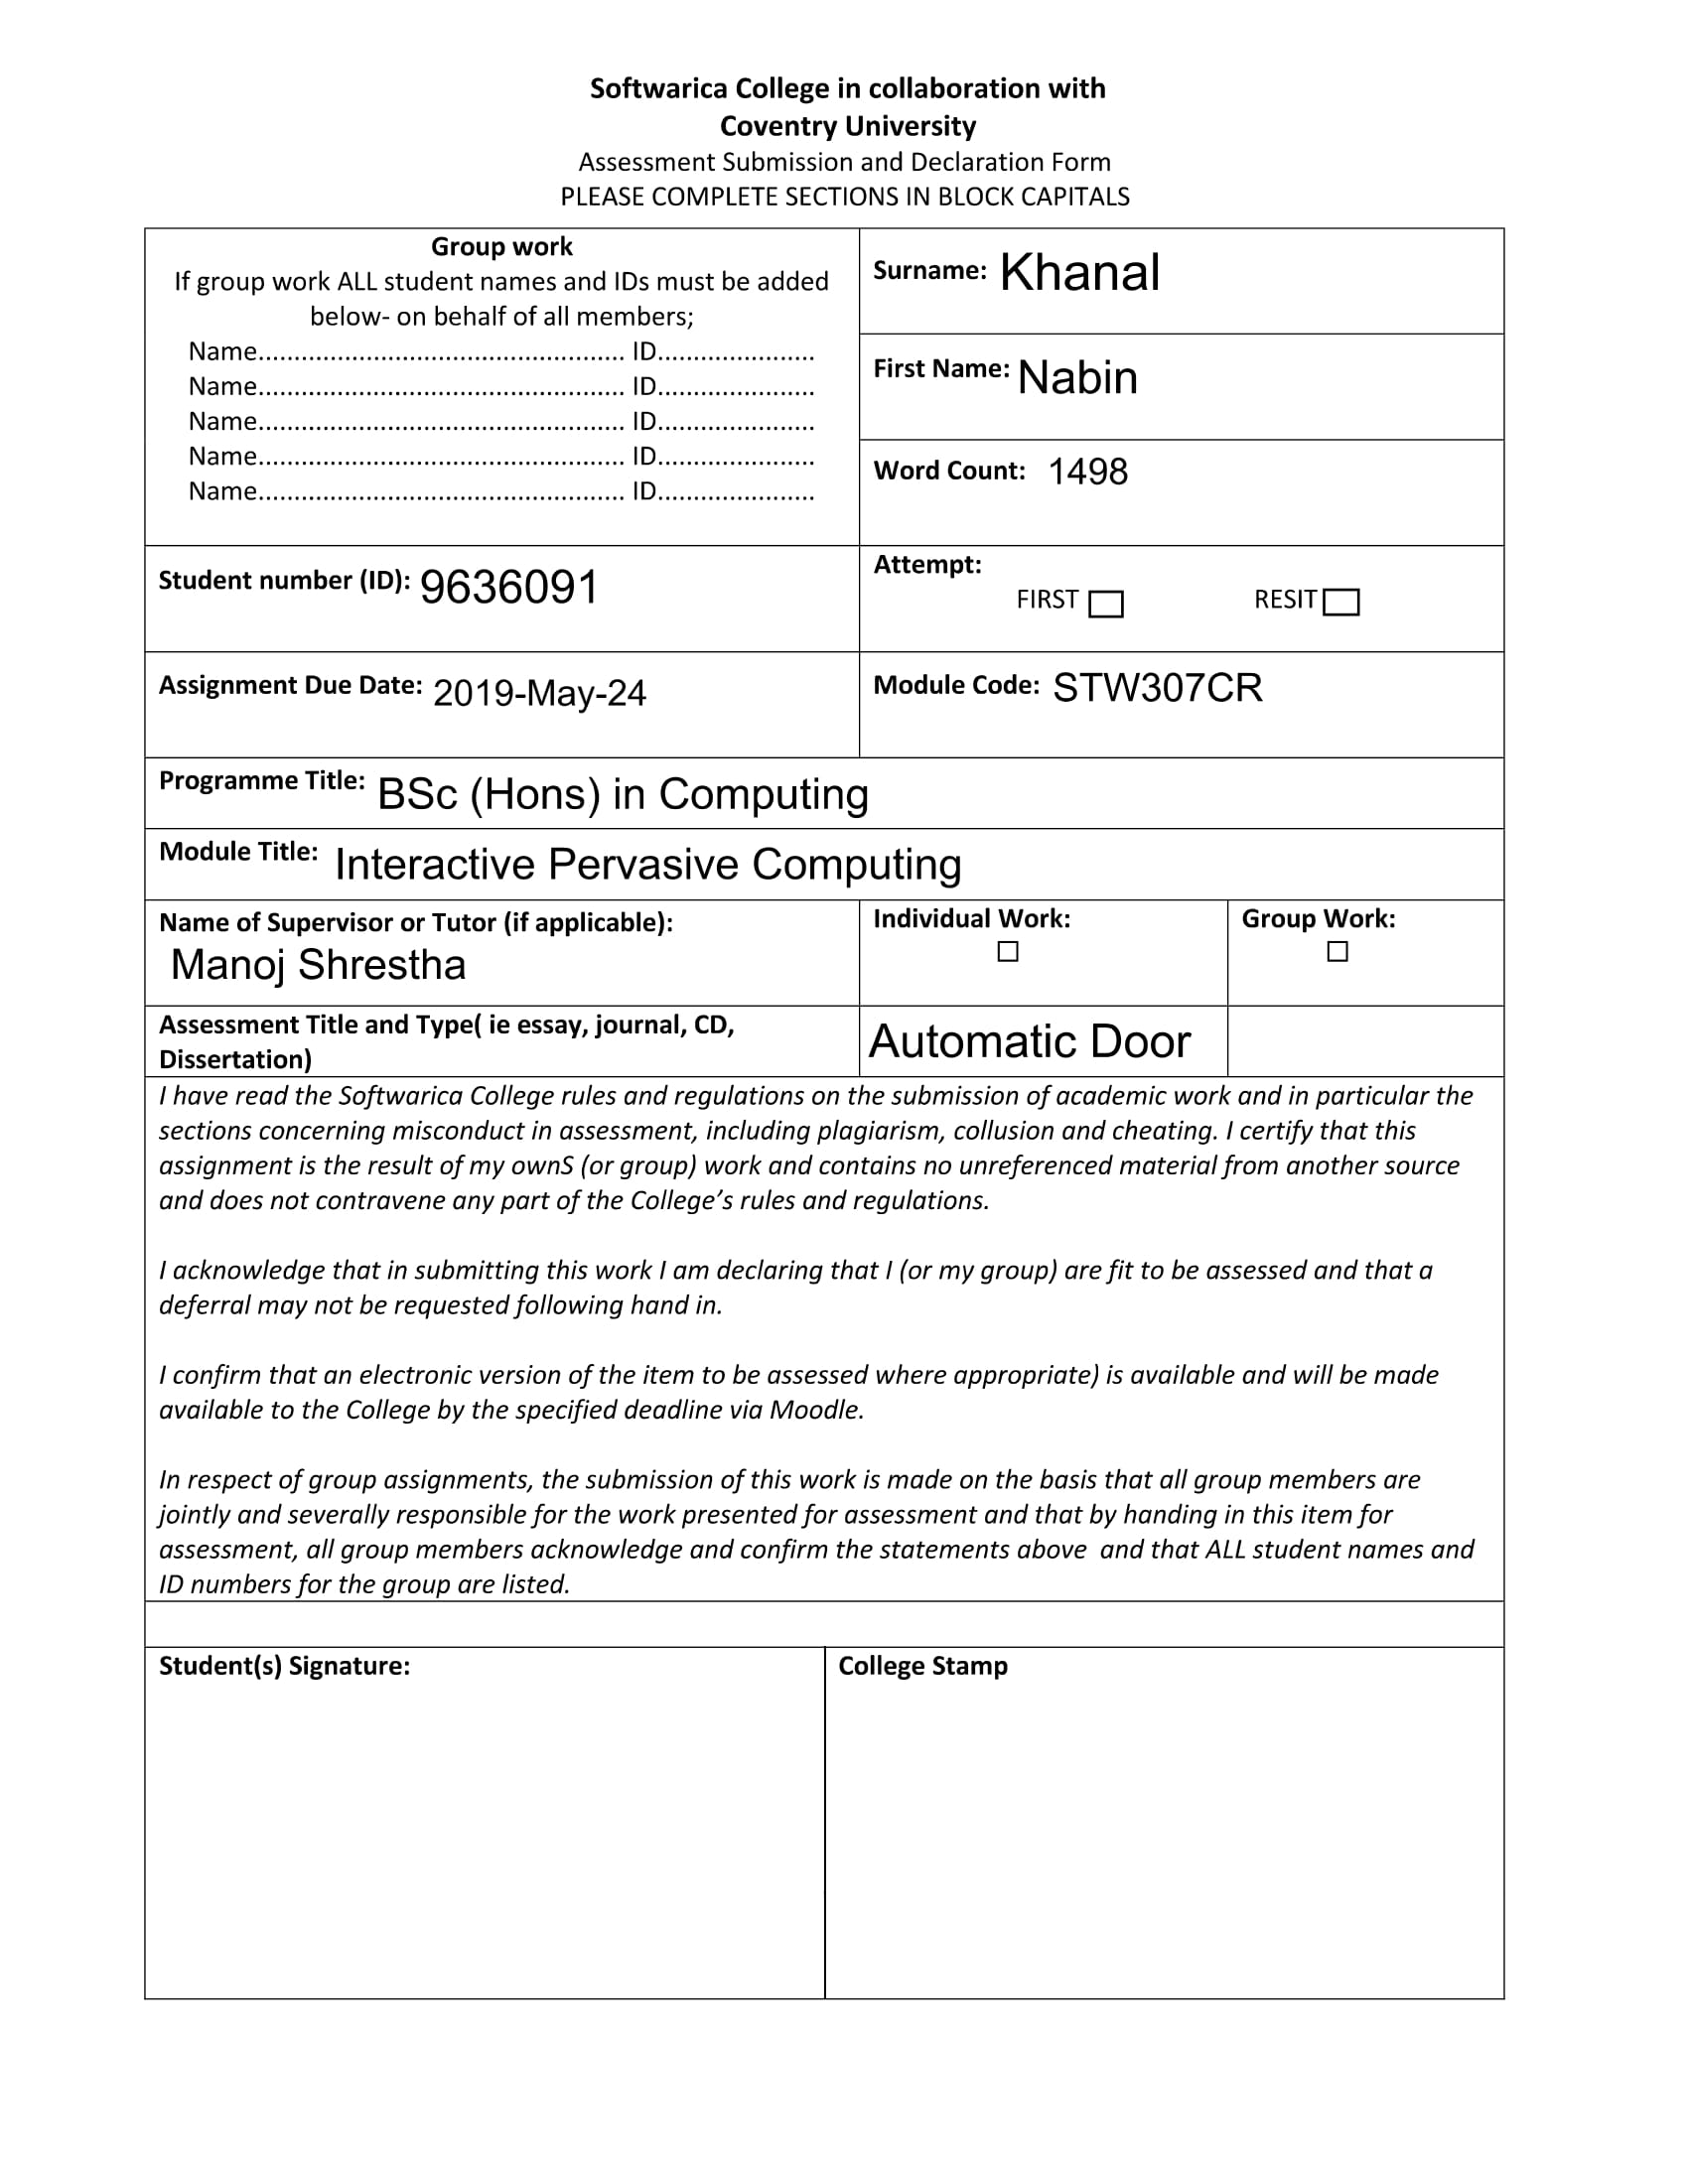 Softwarica College in collaboration with
Coventry University
Assessment Submission and Declaration Form
PLEASE COMPLETE SECTIONS IN BLOCK CAPITALS
Group work
If group work ALL student names and IDs must be added
below- on behalf of all members;
Name................................................... ID......................
Name................................................... ID......................
Name................................................... ID......................
Name................................................... ID......................
Name................................................... ID......................
Surname: Khanal
First Name: Nabin
Word Count: 1498
Student number (ID): 9636091
Attempt:
FIRST ☐ RESIT ☐
Assignment Due Date: 2019-May-24
Module Code: STW307CR
Programme Title: BSc (Hons) in Computing
Module Title: Interactive Pervasive Computing
Name of Supervisor or Tutor (if applicable):
Manoj Shrestha
Individual Work:
☐
Group Work:
☐
Assessment Title and Type( ie essay, journal, CD,
Dissertation)
Automatic Door
I have read the Softwarica College rules and regulations on the submission of academic work and in particular the
sections concerning misconduct in assessment, including plagiarism, collusion and cheating. I certify that this
assignment is the result of my ownS (or group) work and contains no unreferenced material from another source
and does not contravene any part of the College’s rules and regulations.
I acknowledge that in submitting this work I am declaring that I (or my group) are fit to be assessed and that a
deferral may not be requested following hand in.
I confirm that an electronic version of the item to be assessed where appropriate) is available and will be made
available to the College by the specified deadline via Moodle.
In respect of group assignments, the submission of this work is made on the basis that all group members are
jointly and severally responsible for the work presented for assessment and that by handing in this item for
assessment, all group members acknowledge and confirm the statements above  and that ALL student names and
ID numbers for the group are listed.
Student(s) Signature:
College Stamp